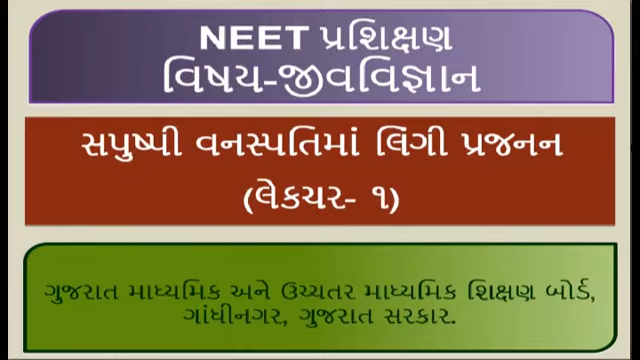 NEET પ્રશિક્ષણ
વિષય-જીવવિજ્ઞાન
સપુષ્પી વનસ્પતિમાં લિંગી પ્રજનન
(લેકચર- ૧)
ગુજરાત માધ્યમિક અને ઉચ્ચતર માધ્યમિક શિક્ષણ બોર્ડ,
ગાંધીનગર, ગુજરાત સરકાર.